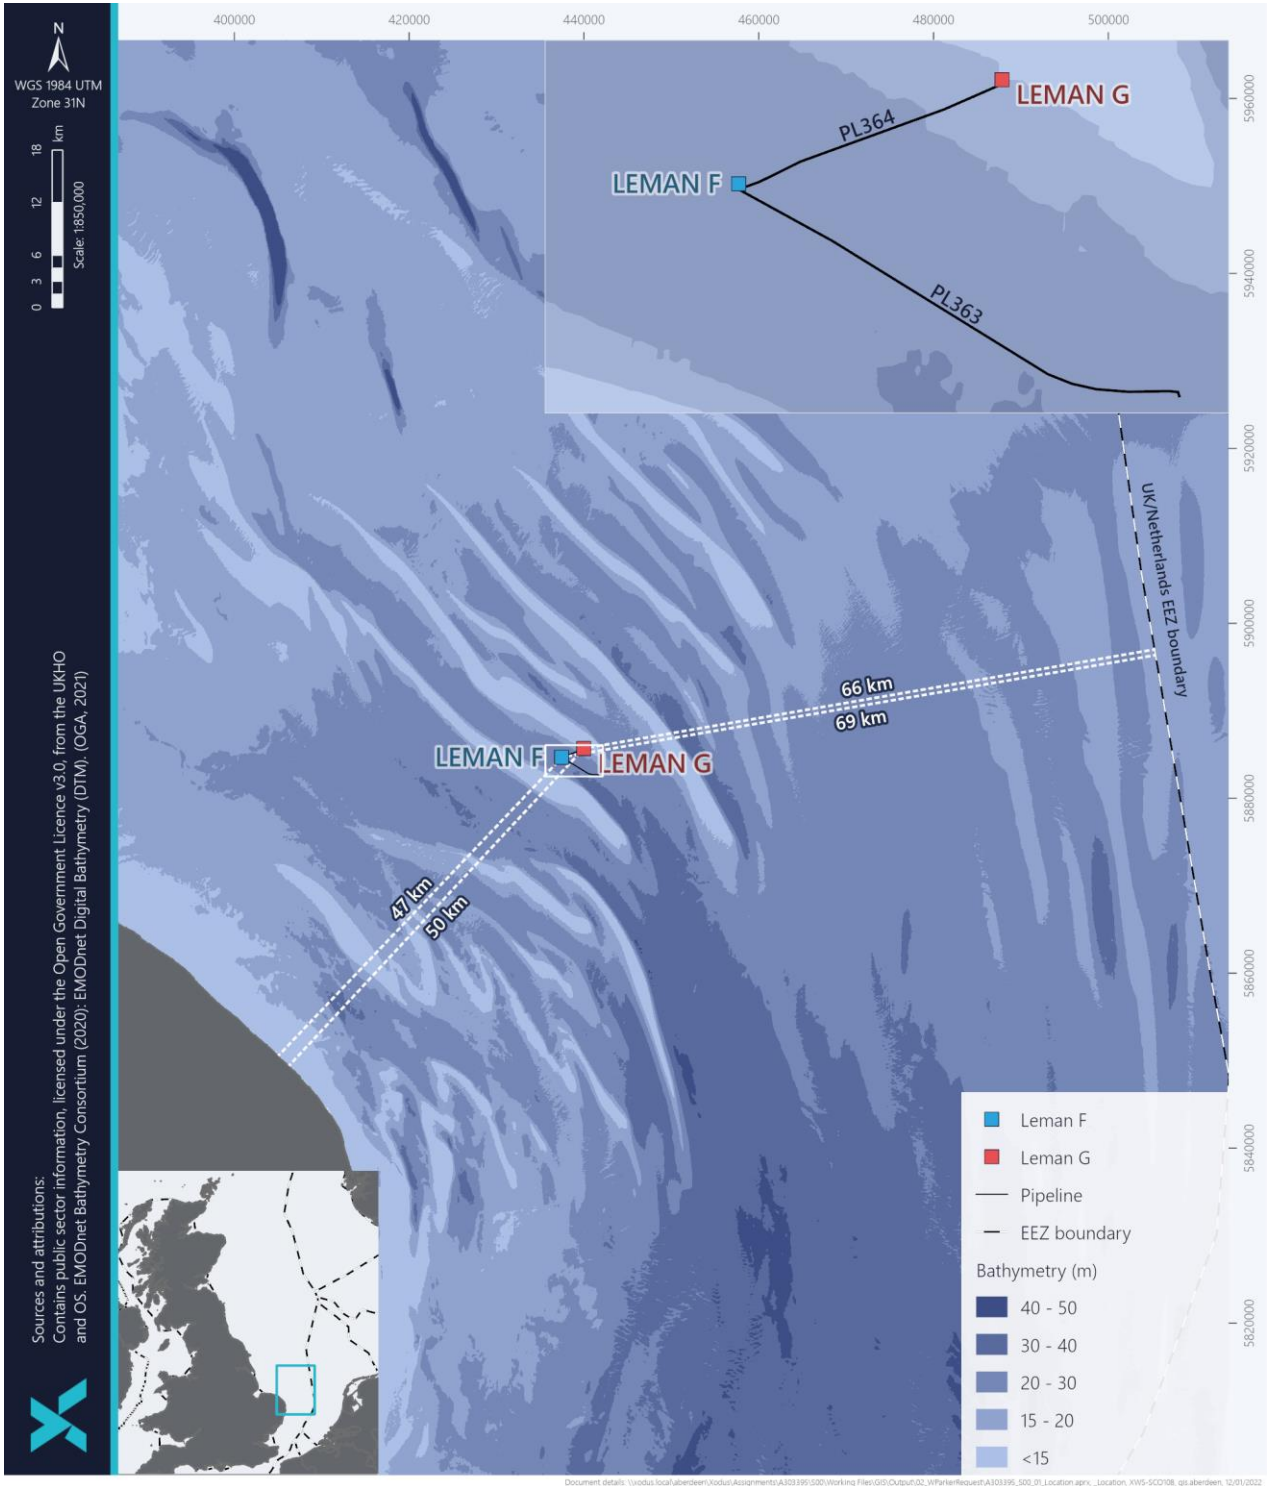 400000
420000
440000
460000
480000
500000
N
WGS 1984 UTM
Zone 31N
km
18
12
6
3
0
Scale: 1:850,000
LEMAN G
PL364
LEMAN F
PL363
5960000
5940000
5920000
5900000
5880000
5860000
5840000
5820000
UK/Netherlands EEZ boundary
66 km
69 km
LEMAN F
LEMAN G
47 km
50 km
Leman F
Leman G
Pipeline
EEZ boundary
Bathymetry (m)
40 - 50
30 - 40
20 - 30
15 - 20
<15
Sources and attributions:
Contains public sector information, licensed under the Open Government Licence v3.0, from the UKHO
and OS. EMODnet Bathymetry Consortium (2020): EMODnet Digital Bathymetry (DTM). (OGA, 2021)